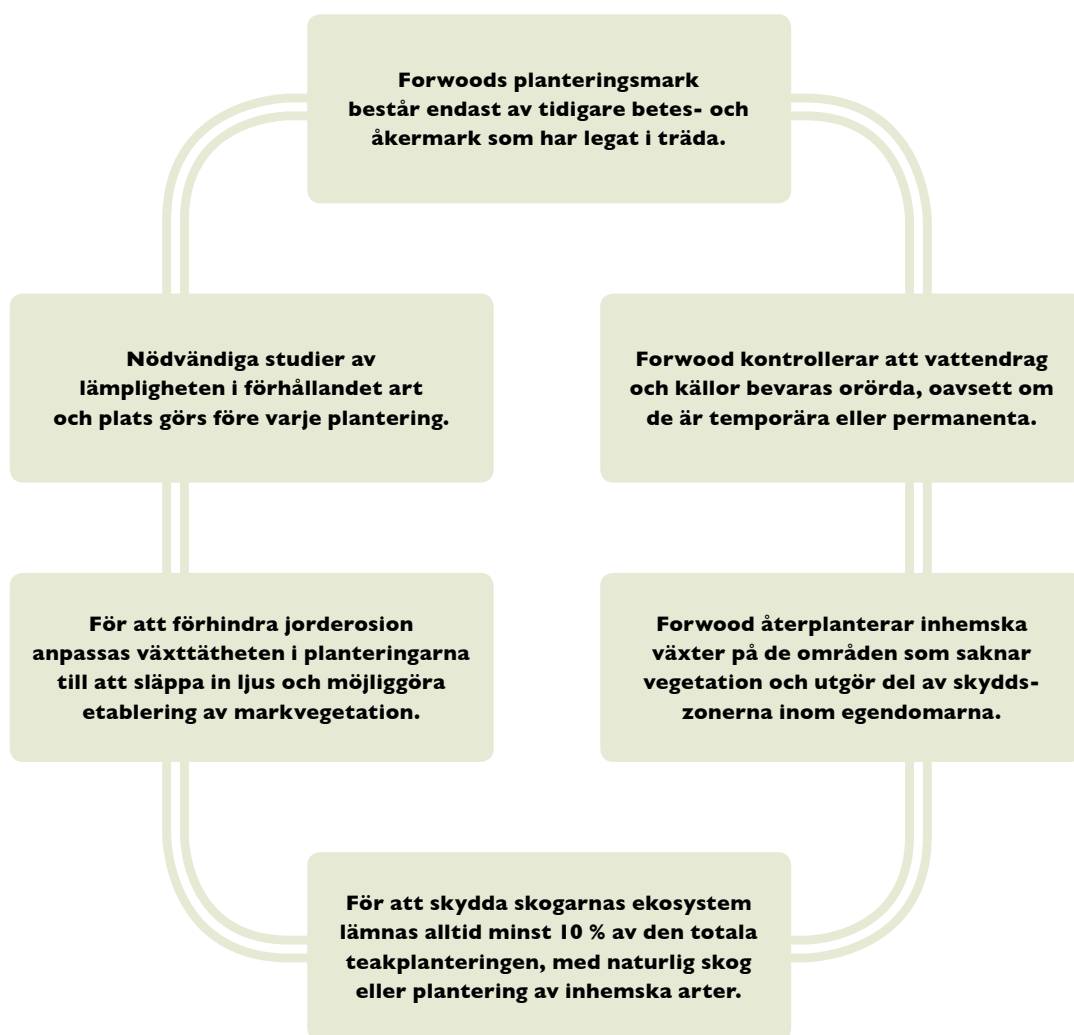 Forwoods planteringsmark
består endast av tidigare betes- och
åkermark som har legat i träda.
Nödvändiga studier av
lämpligheten i förhållandet art
och plats görs före varje plantering.
Forwood kontrollerar att vattendrag
och källor bevaras orörda, oavsett om
de är temporära eller permanenta.
För att förhindra jorderosion
anpassas växttätheten i planteringarna
till att släppa in ljus och möjliggöra
etablering av markvegetation.
Forwood återplanterar inhemska
växter på de områden som saknar
vegetation och utgör del av skydds-
zonerna inom egendomarna.
För att skydda skogarnas ekosystem
lämnas alltid minst 10 % av den totala
teakplanteringen, med naturlig skog
eller plantering av inhemska arter.